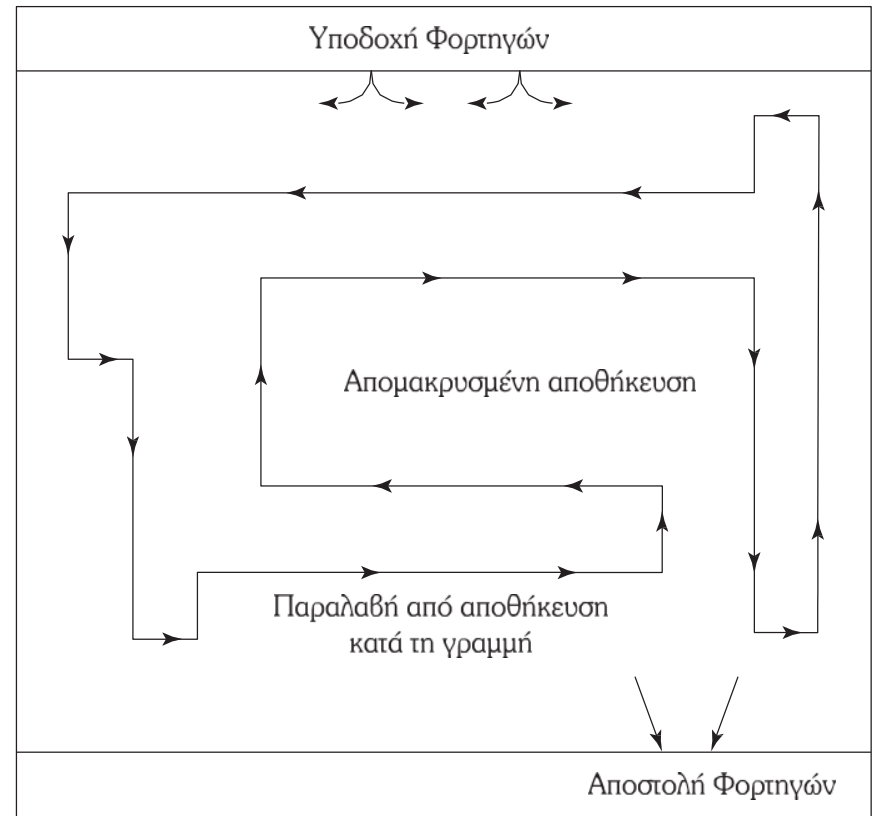 Υποδοχή Φορτηγών
Απομακρυσμένη αποθήκευση
Παραλαβή από αποθήκευση
κατά τη γραμμή
Αποστολή Φορτηγών